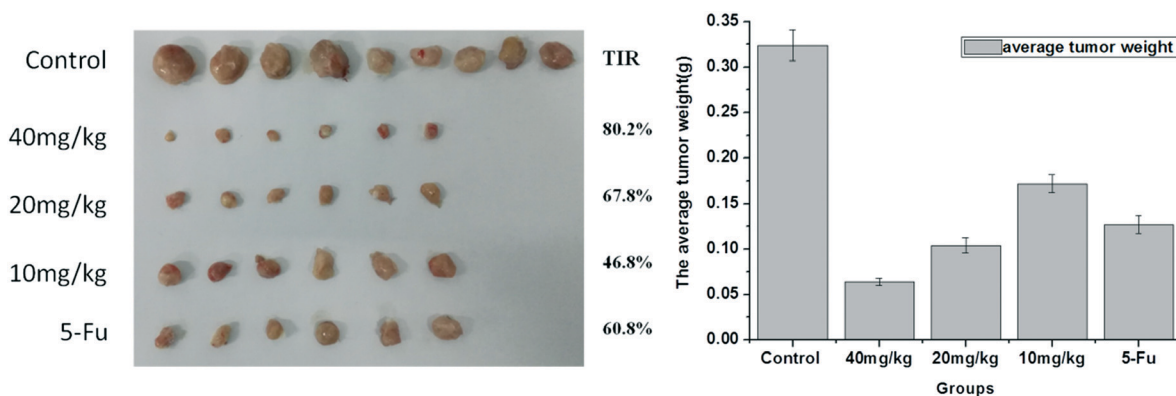 Control
40mg/kg
20mg/kg
10mg/kg
5-Fu
TIR
80.2%
67.8%
46.8%
60.8%
The average tumor weight(g)
0.35
0.30
0.25
0.20
0.15
0.10
0.05
0.00
average tumor weight
Control 40mg/kg 20mg/kg 10mg/kg 5-Fu
Groups